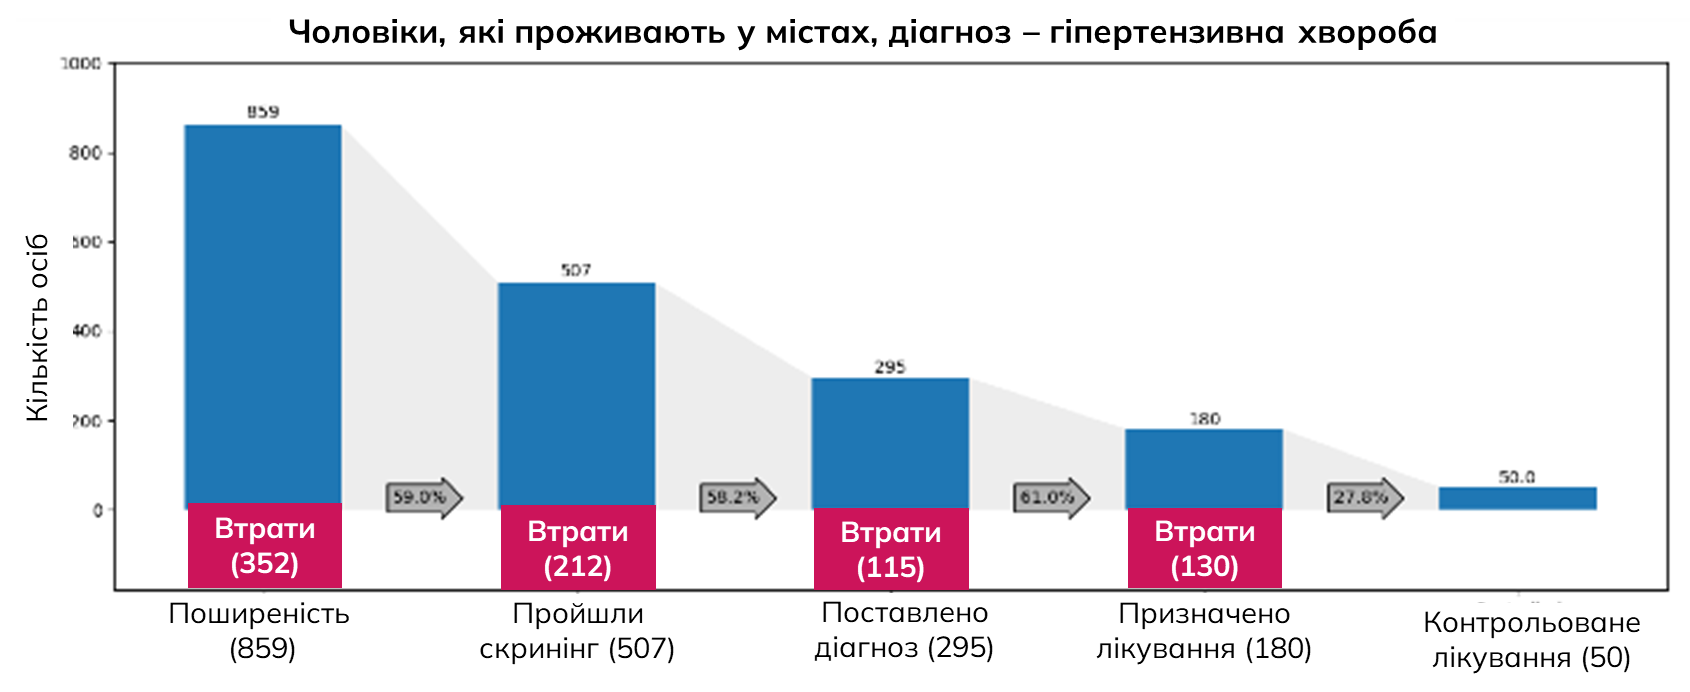 Чоловіки, які проживають у містах, діагноз – гіпертензивна хвороба
Кількість осіб
1000
800
600
400
200
0
859
507
295
180
50.0
59.0%
58.2%
61.0%
27.8%
Втрати
(352)
Втрати
(212)
Втрати
(115)
Втрати
(130)
Поширеність
(859)
Пройшли
скринінг (507)
Поставлено
діагноз (295)
Призначено
лікування (180)
Контрольоване
лікування (50)